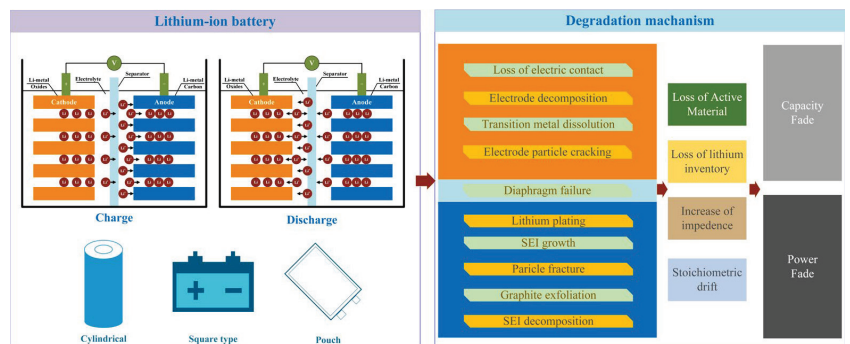 Lithium-ion battery
V
Electrolyte
Separator
Li-metal
Oxides
Li-metal
Carbon
+
-
Cathode
Anode
Charge
V
Electrolyte
Separator
Li-metal
Oxides
Li-metal
Carbon
+
-
Cathode
Anode
Discharge
Cylindrical
Square type
Pouch
Degradation machanism
Loss of electric contact
Electrode decomposition
Transition metal dissolution
Electrode particle cracking
Diaphragm failure
Lithium plating
SEI growth
Paricle fracture
Graphite exfoliation
SEI decomposition
Loss of Active
Material
Loss of lithium
inventory
Increase of
impedence
Stoichiometric
drift
Capacity
Fade
Power
Fade